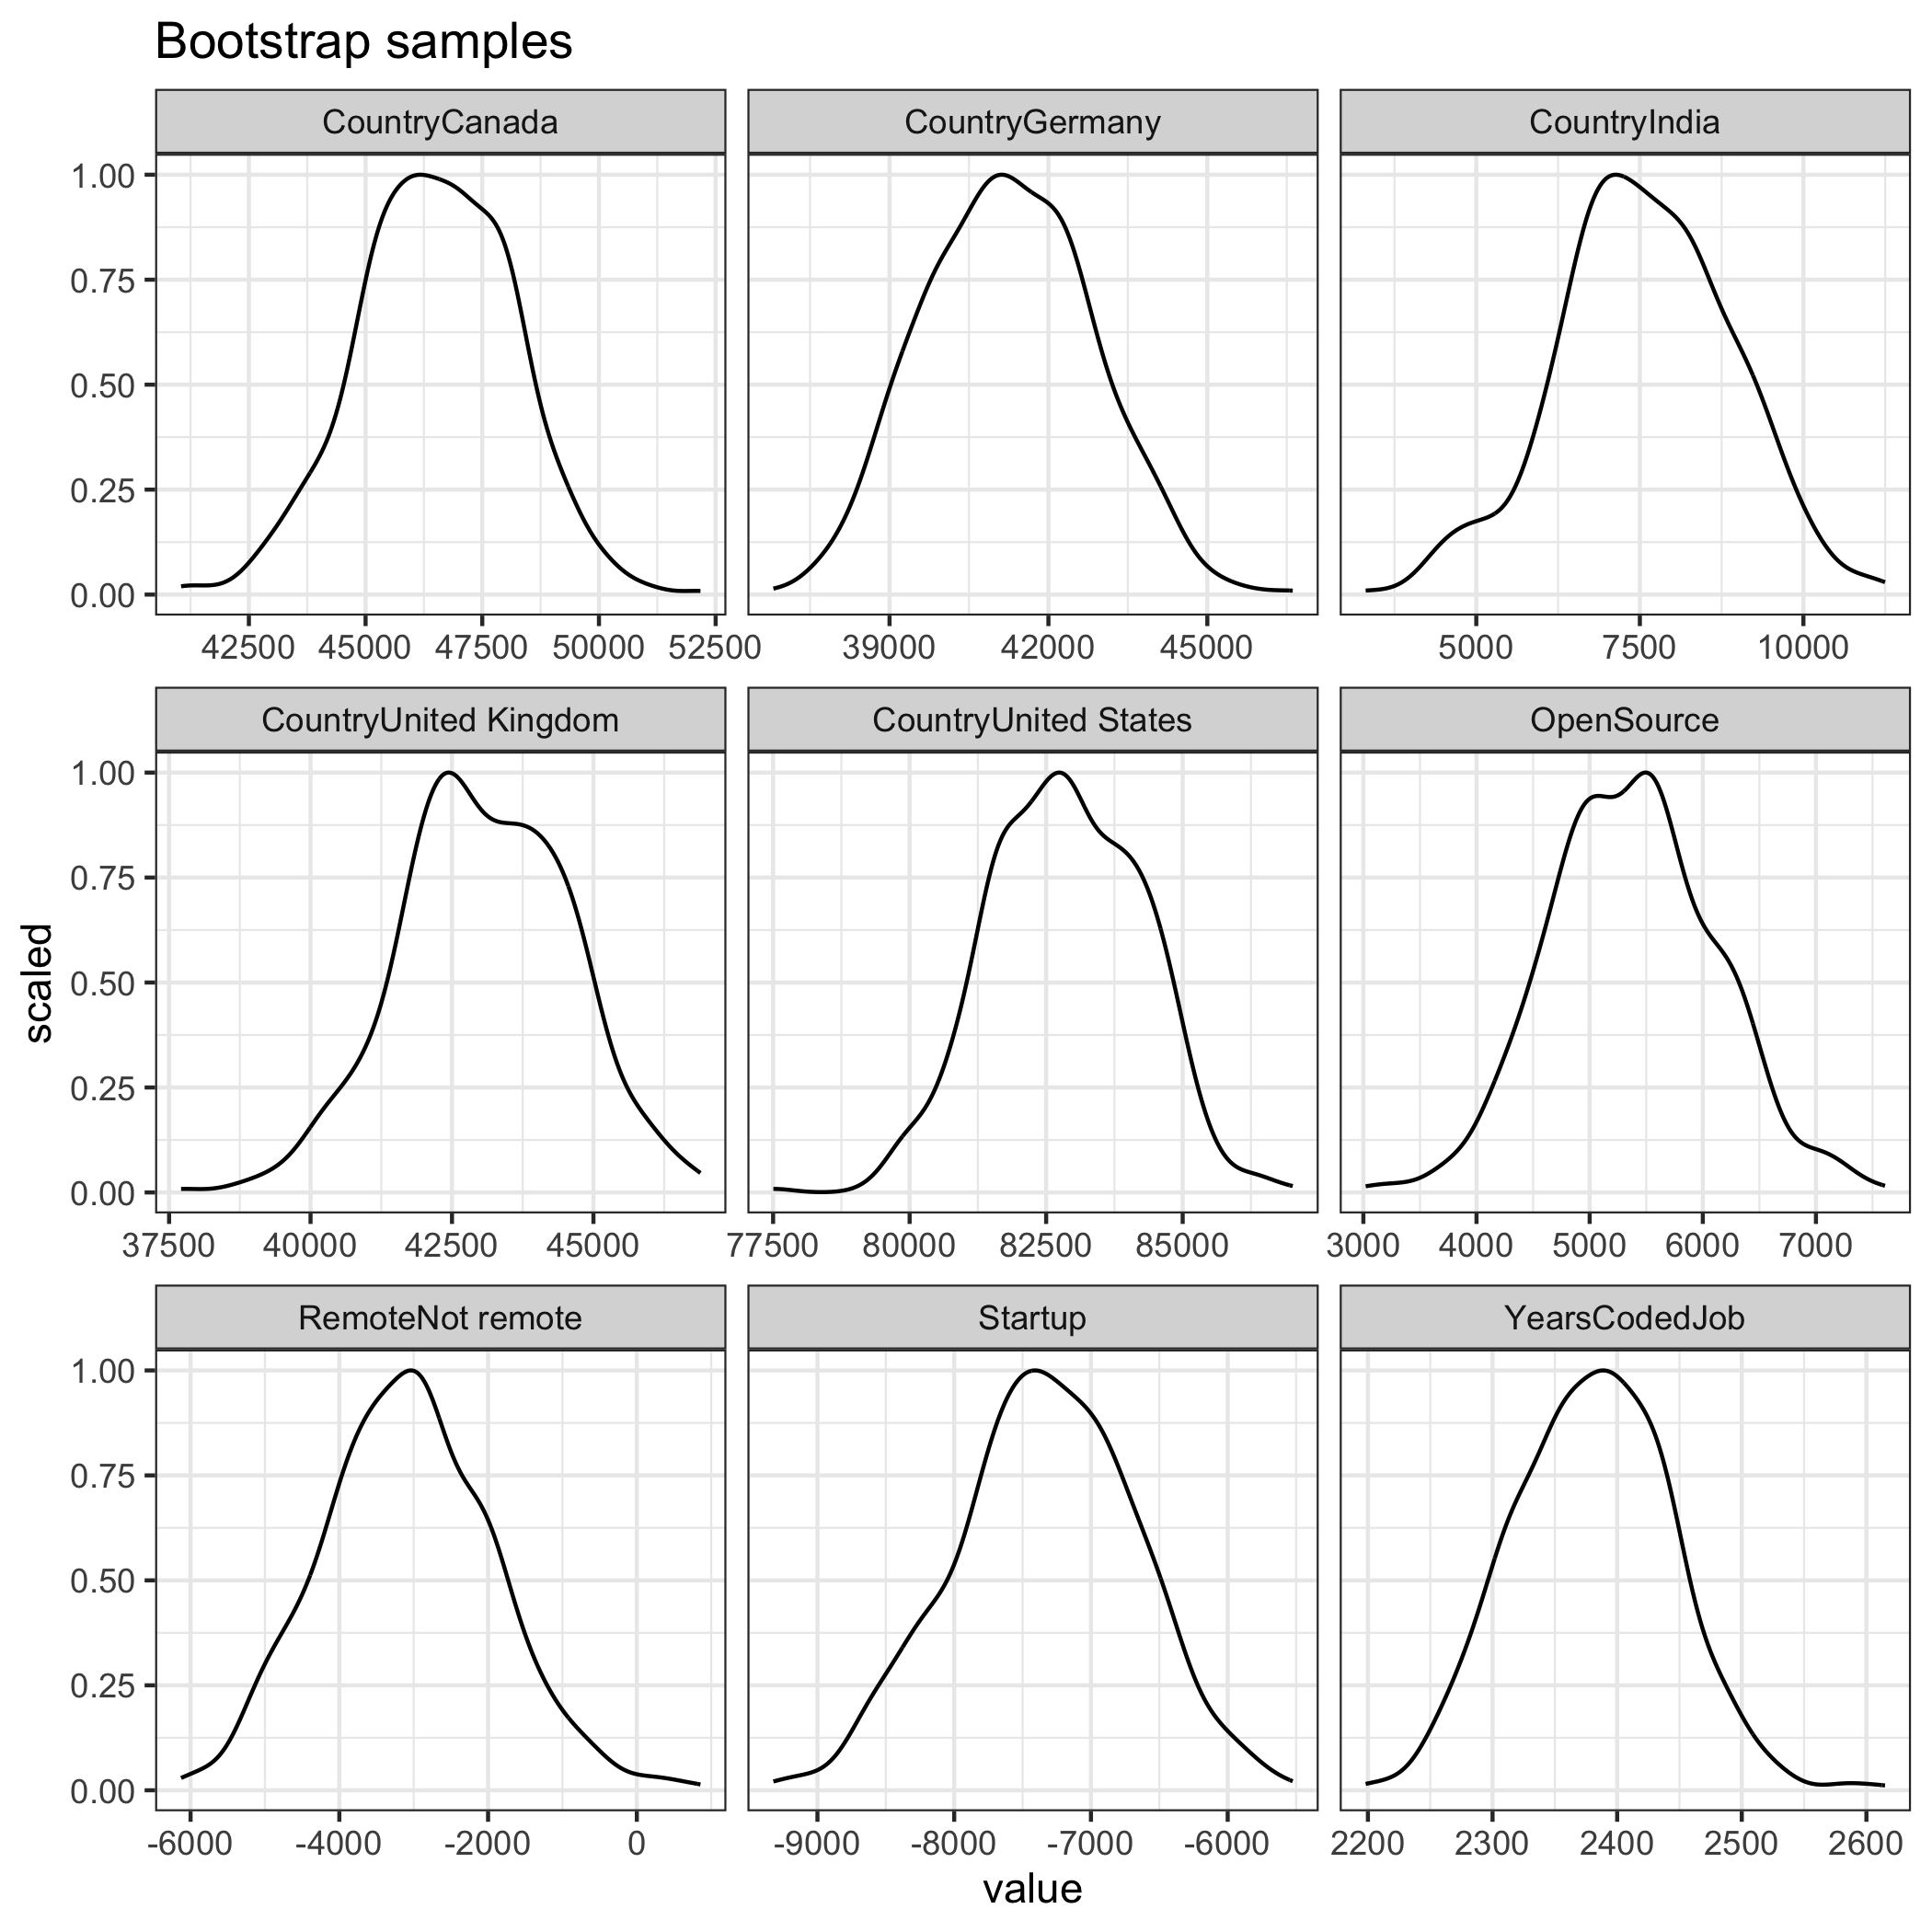 Bootstrap samples
CountryCanada CountryGermany CountryIndia
1.00
0.75
0.50
0.25
0.00
42500 45000 47500 50000 52500 39000 42000 45000 5000 7500 10000
CountryUnited Kingdom CountryUnited States OpenSource
1.00
0.75
0.50
0.25
0.00
scaled
37500 40000 42500 45000 77500 80000 82500 85000 3000 4000 5000 6000 7000
RemoteNot remote Startup YearsCodedJob
1.00
0.75
0.50
0.25
0.00
-6000 -4000 -2000 0 -9000 -8000 -7000 -6000 2200 2300 2400 2500 2600
value